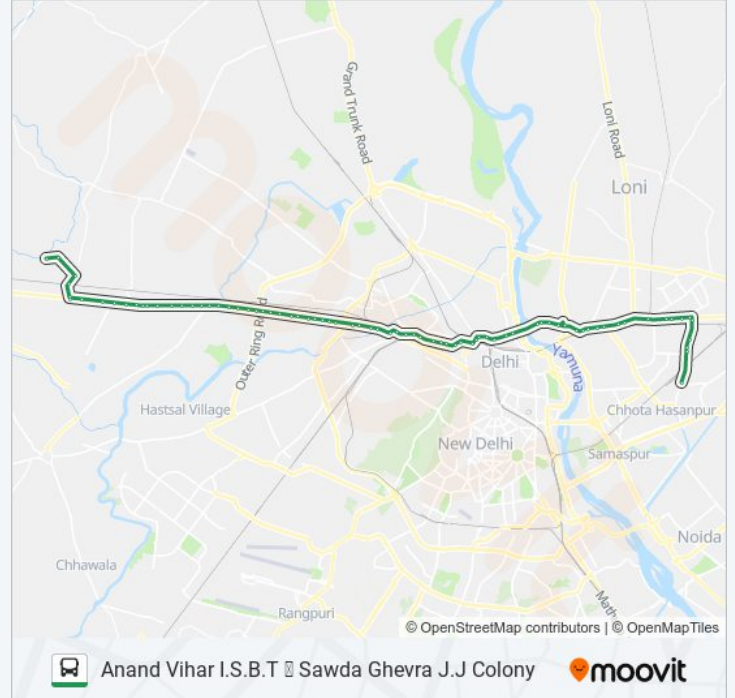 Grand Trunk Road
Loni Road
Loni
Outer Ring Road
Delhi
Yamuna
Hastsal Village
Chhota Hasanpur
New Delhi
Samaspur
Noida
Chhawala
Rangpuri
Math
© OpenStreetMap contributors | © OpenMapTiles
Anand Vihar I.S.B.T Sawda Ghevra J.J Colony
moovit